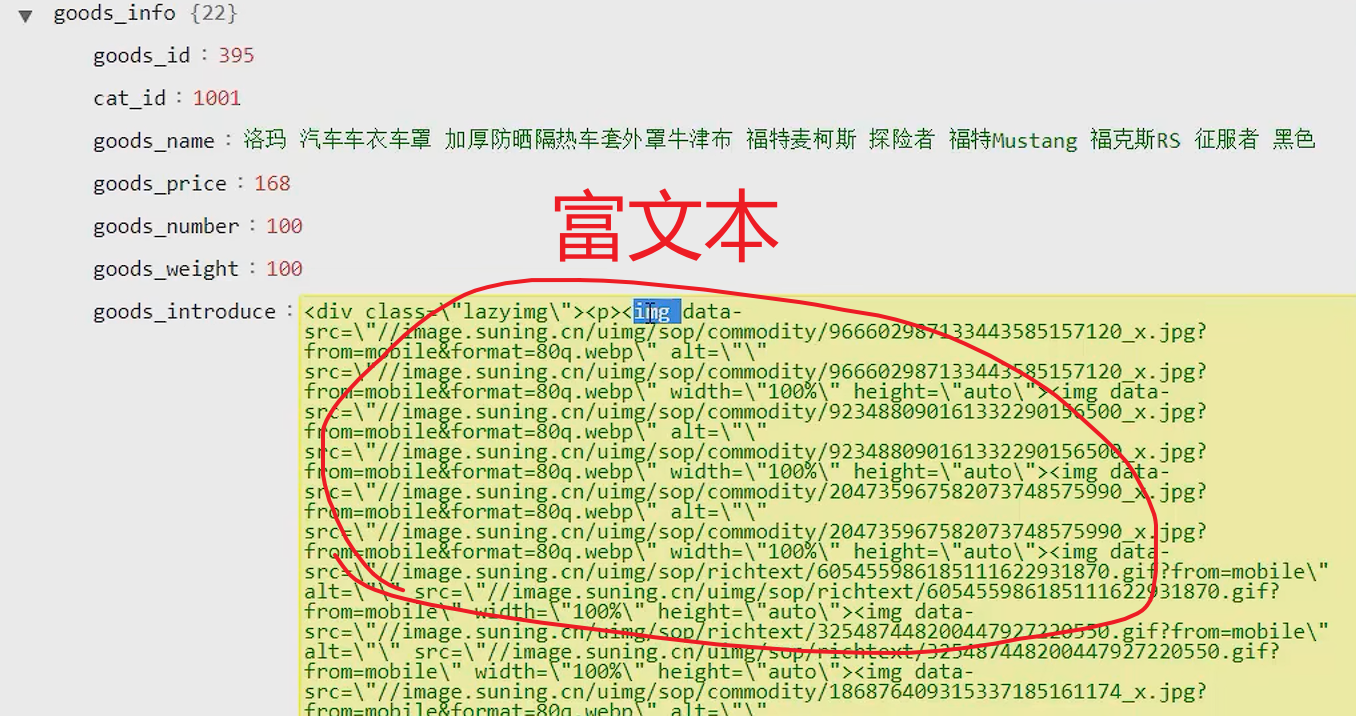 goods_info {22}
goods_id : 395
cat_id : 1001
goods_name : 洛玛 汽车车衣车罩 加厚防晒隔热车套外罩牛津布 福特麦柯斯 探险者 福特Mustang 福克斯RS 征服者 黑色
goods_price : 168
富文本
goods_number : 100
goods_weight : 100
goods_introduce : <div class=\"lazyimg\"><p><img data-
src=\"//image.suning.cn/uimg/sop/commodity/966602987133443585157120_x.jpg?
from=mobile&format=80q.webp\" alt=\"\"
src=\"//image.suning.cn/uimg/sop/commodity/966602987133443585157120_x.jpg?
from=mobile&format=80q.webp\" width=\"100%\" height=\"auto\"><img data-
src=\"//image.suning.cn/uimg/sop/commodity/923488090161332290156500_x.jpg?
from=mobile&format=80q.webp\" alt=\"\"
src=\"//image.suning.cn/uimg/sop/commodity/923488090161332290156500_x.jpg?
from=mobile&format=80q.webp\" width=\"100%\" height=\"auto\"><img data-
src=\"//image.suning.cn/uimg/sop/commodity/204735967582073748575990_x.jpg?
from=mobile&format=80q.webp\" alt=\"\"
src=\"//image.suning.cn/uimg/sop/commodity/204735967582073748575990_x.jpg?
from=mobile&format=80q.webp\" width=\"100%\" height=\"auto\"><img data-
src=\"//image.suning.cn/uimg/sop/richtext/605455986185111622931870.gif?from=mobile\"
alt=\"\" src=\"//image.suning.cn/uimg/sop/richtext/605455986185111622931870.gif?
from=mobile\" width=\"100%\" height=\"auto\"><img data-
src=\"//image.suning.cn/uimg/sop/richtext/325487448200447927220550.gif?from=mobile\"
alt=\"\" src=\"//image.suning.cn/uimg/sop/richtext/325487448200447927220550.gif?
from=mobile\" width=\"100%\" height=\"auto\"><img data-
src=\"//image.suning.cn/uimg/sop/commodity/186876409315337185161174_x.jpg?
from=mobile&format=80q.webp\" alt=\"\"